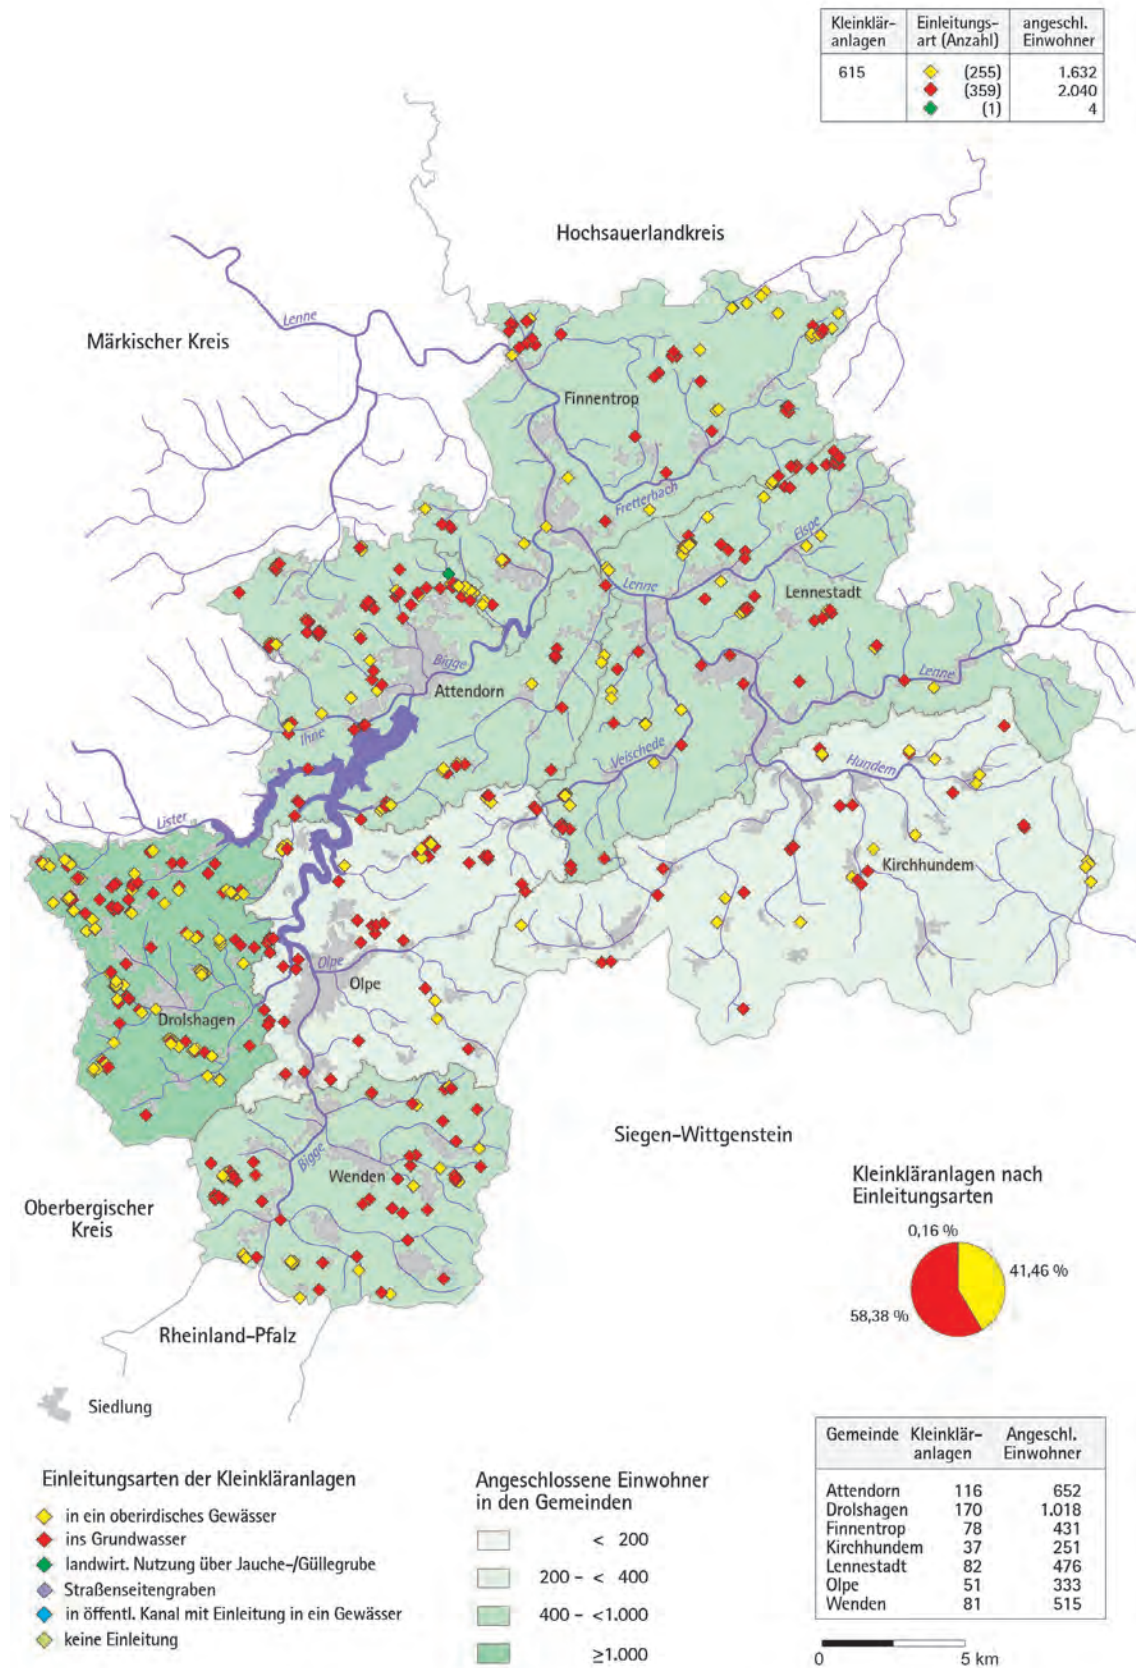 Kleinklär- Einleitungs- angeschl.
anlagen art (Anzahl) Einwohner
615 (255) 1.632
(359) 2.040
(1) 4
Hochsauerlandkreis
Lenne
Märkischer Kreis
Finnentrop
Fretterbach
Elspe
Lenne
Lennestadt
Bigge
Attendorn
Lenne
Ihne
Veischede
Hundem
Lister
Kirchhundem
Olpe
Olpe
Drolshagen
Siegen-Wittgenstein
Bigge
Wenden
Kleinkläranlagen nach
Einleitungsarten
Oberbergischer
Kreis
0,16 %
41,46 %
58,38 %
Rheinland-Pfalz
Siedlung
Einleitungsarten der Kleinkläranlagen
in ein oberirdisches Gewässer
ins Grundwasser
landwirt. Nutzung über Jauche-/Güllegrube
Straßenseitengraben
in öffentl. Kanal mit Einleitung in ein Gewässer
keine Einleitung
Angeschlossene Einwohner
in den Gemeinden
< 200
200 - < 400
400 - <1.000
≥1.000
Gemeinde Kleinklär- Angeschl.
anlagen Einwohner
Attendorn 116 652
Drolshagen 170 1.018
Finnentrop 78 431
Kirchhundem 37 251
Lennestadt 82 476
Olpe 51 333
Wenden 81 515
0 5 km